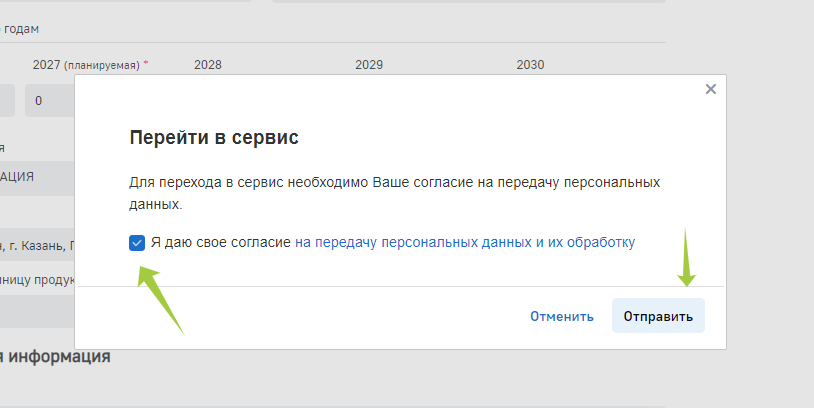 годам
2027 (планируемая) * 2028 2029 2030
0
я
Перейти в сервис
АЦИЯ
Для перехода в сервис необходимо Ваше согласие на передачу персональных
данных.
Я даю свое согласие на передачу персональных данных и их обработку
н, г. Казань, Г
ницу продук
Отменить Отправить
я информация